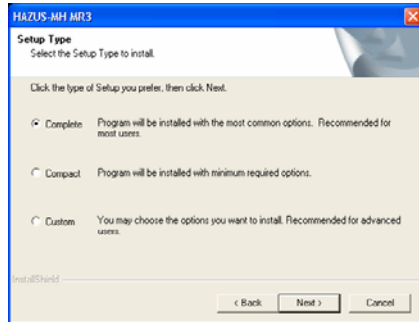 HAZUS-MH MR3
Setup Type
Select the Setup Type to install.
Click the type of Setup you prefer, then click Next.
Complete Program will be installed with the most common options. Recommended for
most users.
Compact Program will be installed with minimum required options.
Custom You may choose the options you want to install. Recommended for advanced
users.
InstallShield
< Back Next > Cancel